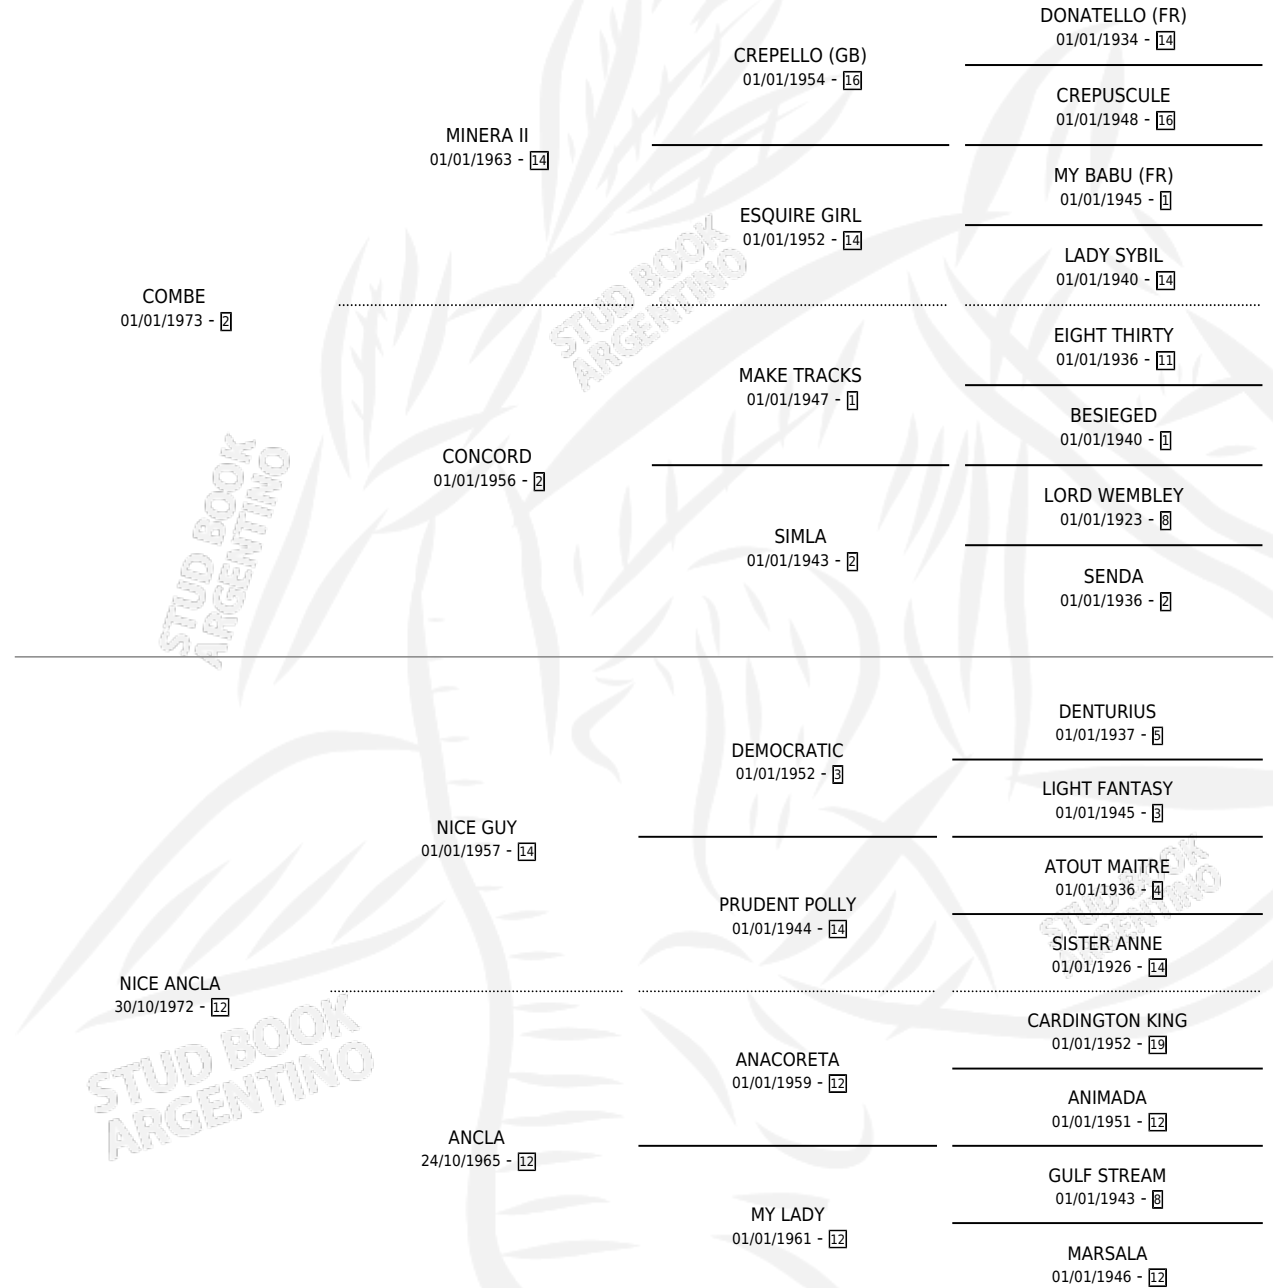 DONATELLO (FR)
01/01/1934 - 14
CREPELLO (GB)
01/01/1954 - 16
CREPUSCULE
01/01/1948 - 16
MINERA II
01/01/1963 - 14
MY BABU (FR)
01/01/1945 - 1
ESQUIRE GIRL
01/01/1952 - 14
LADY SYBIL
01/01/1940 - 14
COMBE
01/01/1973 - 2
STUD BOOK
ARGENTINO
EIGHT THIRTY
01/01/1936 - 11
MAKE TRACKS
01/01/1947 - 1
BESIEGED
01/01/1940 - 1
CONCORD
01/01/1956 - 2
LORD WEMBLEY
01/01/1923 - 8
SIMLA
01/01/1943 - 2
SENDA
01/01/1936 - 2
STUD BOOK
ARGENTINO
DENTURIUS
01/01/1937 - 5
DEMOCRATIC
01/01/1952 - 3
LIGHT FANTASY
01/01/1945 - 3
NICE GUY
01/01/1957 - 14
ATOUT MAITRE
01/01/1936 - 4
PRUDENT POLLY
01/01/1944 - 14
SISTER ANNE
01/01/1926 - 14
STUD BOOK
ARGENTINO
NICE ANCLA
30/10/1972 - 12
CARDINGTON KING
01/01/1952 - 19
ANACORETA
01/01/1959 - 12
ANIMADA
01/01/1951 - 12
STUD BOOK
ARGENTINO
ANCLA
24/10/1965 - 12
GULF STREAM
01/01/1943 - 8
MY LADY
01/01/1961 - 12
MARSALA
01/01/1946 - 12